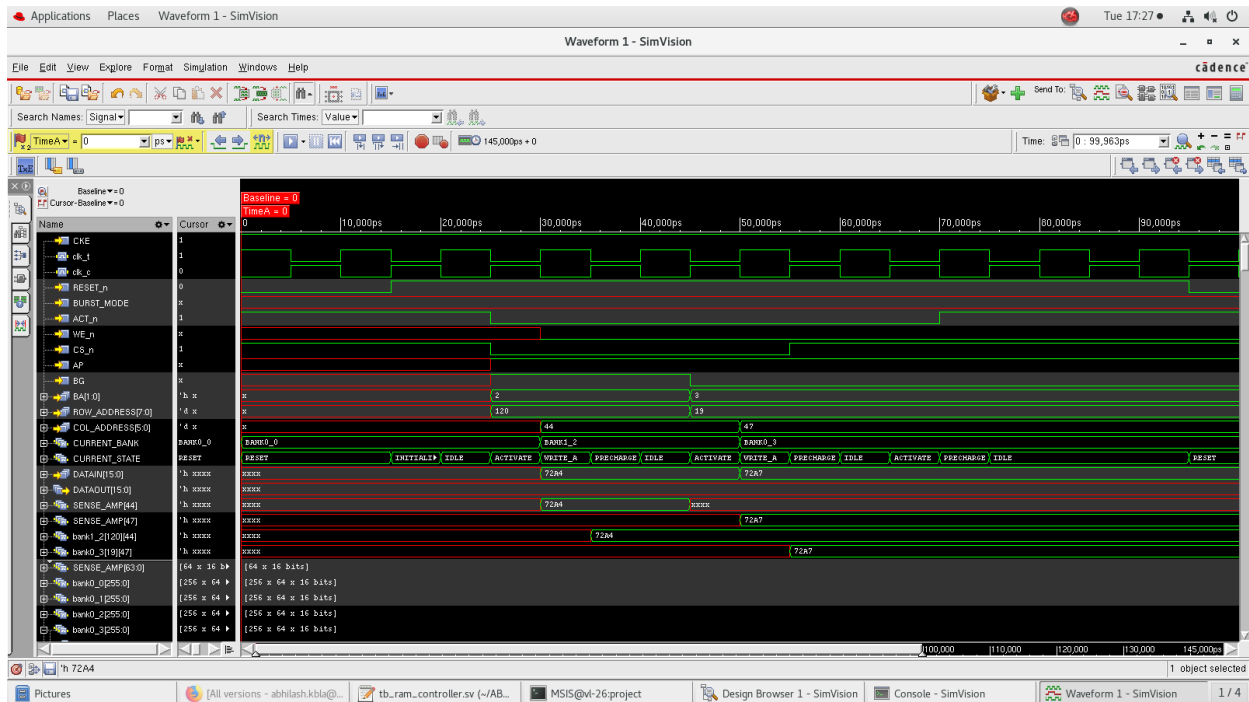 Applications Places Waveform 1 - SimVision Tue 17:27
Waveform 1 - SimVision
File Edit View Explore Format Simulation Windows Help cādence
Send To:
Search Names: Signal Search Times: Value
TimeA = 0 ps 145,000ps + 0 Time: 0 : 99,963ps
TxE
Baseline = 0
Cursor-Baseline = 0
Baseline = 0
TimeA = 0
Name Cursor 0 10,000ps 20,000ps 30,000ps 40,000ps 50,000ps 60,000ps 70,000ps 80,000ps 90,000ps
CKE 1
clk_t 1
clk_c 0
RESET_n 0
BURST_MODE x
ACT_n 1
WE_n x
CS_n 1
AP x
BG x
BA[1:0] 'h x x 2 3
ROW_ADDRESS[7:0] 'd x x 120 19
COL_ADDRESS[5:0] 'd x x 44 47
CURRENT_BANK BANK0_0 BANK0_0 BANK1_2 BANK0_3
CURRENT_STATE RESET RESET INITIALI IDLE ACTIVATE WRITE_A PRECHARGE IDLE ACTIVATE WRITE_A PRECHARGE IDLE ACTIVATE PRECHARGE IDLE RESET
DATAIN[15:0] 'h xxxx xxxx 72A4 72A7
DATAOUT[15:0] 'h xxxx xxxx
SENSE_AMP[44] 'h xxxx xxxx 72A4 xxxx
SENSE_AMP[47] 'h xxxx xxxx 72A7
bank1_2[120][44] 'h xxxx xxxx 72A4
bank0_3[19][47] 'h xxxx xxxx 72A7
SENSE_AMP[63:0] [64 x 16 b [64 x 16 bits]
bank0_0[255:0] [256 x 64 [256 x 64 x 16 bits]
bank0_1[255:0] [256 x 64 [256 x 64 x 16 bits]
bank0_2[255:0] [256 x 64 [256 x 64 x 16 bits]
bank0_3[255:0] [256 x 64 [256 x 64 x 16 bits]
100,000 110,000 120,000 130,000 145,000ps
'h 72A4 1 object selected
Pictures [All versions - abhilash.kbla@... tb_ram_controller.sv (~/AB... MSIS@vl-26:project Design Browser 1 - SimVision Console - SimVision Waveform 1 - SimVision 1 / 4